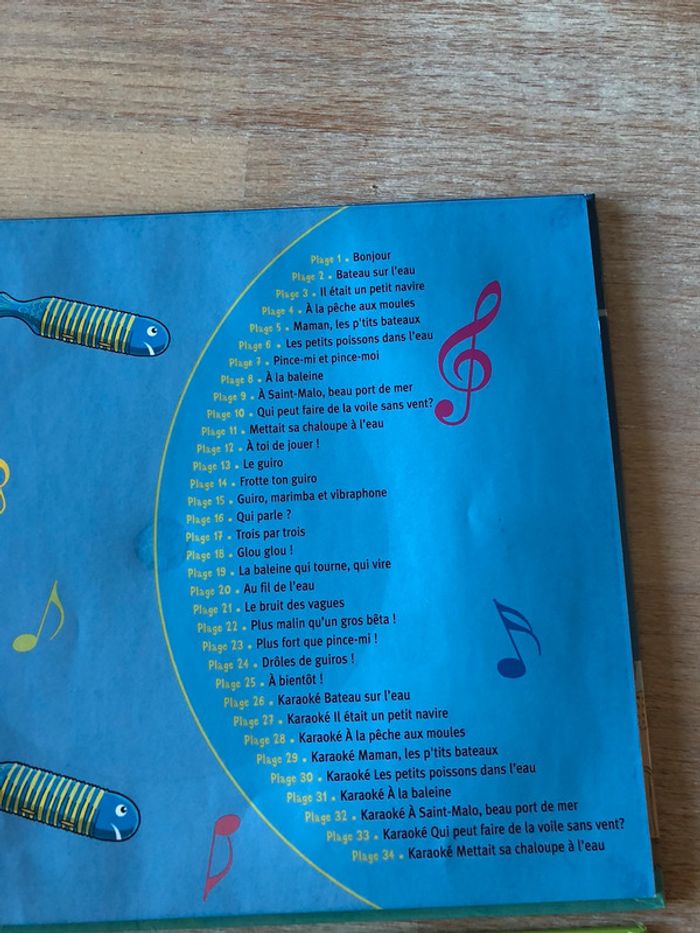 Plage 1 • Bonjour
Plage 2 • Bateau sur l'eau
Plage 3 • Il était un petit navire
Plage 4 • À la pêche aux moules
Plage 5 • Maman, les p'tits bateaux
Plage 6 • Les petits poissons dans l'eau
Plage 7 • Pince-mi et pince-moi
Plage 8 • À la baleine
Plage 9 • À Saint-Malo, beau port de mer
Plage 10 • Qui peut faire de la voile sans vent?
Plage 11 • Mettait sa chaloupe à l'eau
Plage 12 • À toi de jouer !
Plage 13 • Le guiro
Plage 14 • Frotte ton guiro
Plage 15 • Guiro, marimba et vibraphone
Plage 16 • Qui parle ?
Plage 17 • Trois par trois
Plage 18 • Glou glou !
Plage 19 • La baleine qui tourne, qui vire
Plage 20 • Au fil de l'eau
Plage 21 • Le bruit des vagues
Plage 22 • Plus malin qu'un gros bêta !
Plage 23 • Plus fort que pince-mi !
Plage 24 • Drôles de guiros !
Plage 25 • À bientôt !
Plage 26 • Karaoké Bateau sur l'eau
Plage 27 • Karaoké Il était un petit navire
Plage 28 • Karaoké À la pêche aux moules
Plage 29 • Karaoké Maman, les p'tits bateaux
Plage 30 • Karaoké Les petits poissons dans l'eau
Plage 31 • Karaoké À la baleine
Plage 32 • Karaoké À Saint-Malo, beau port de mer
Plage 33 • Karaoké Qui peut faire de la voile sans vent?
Plage 34 • Karaoké Mettait sa chaloupe à l'eau